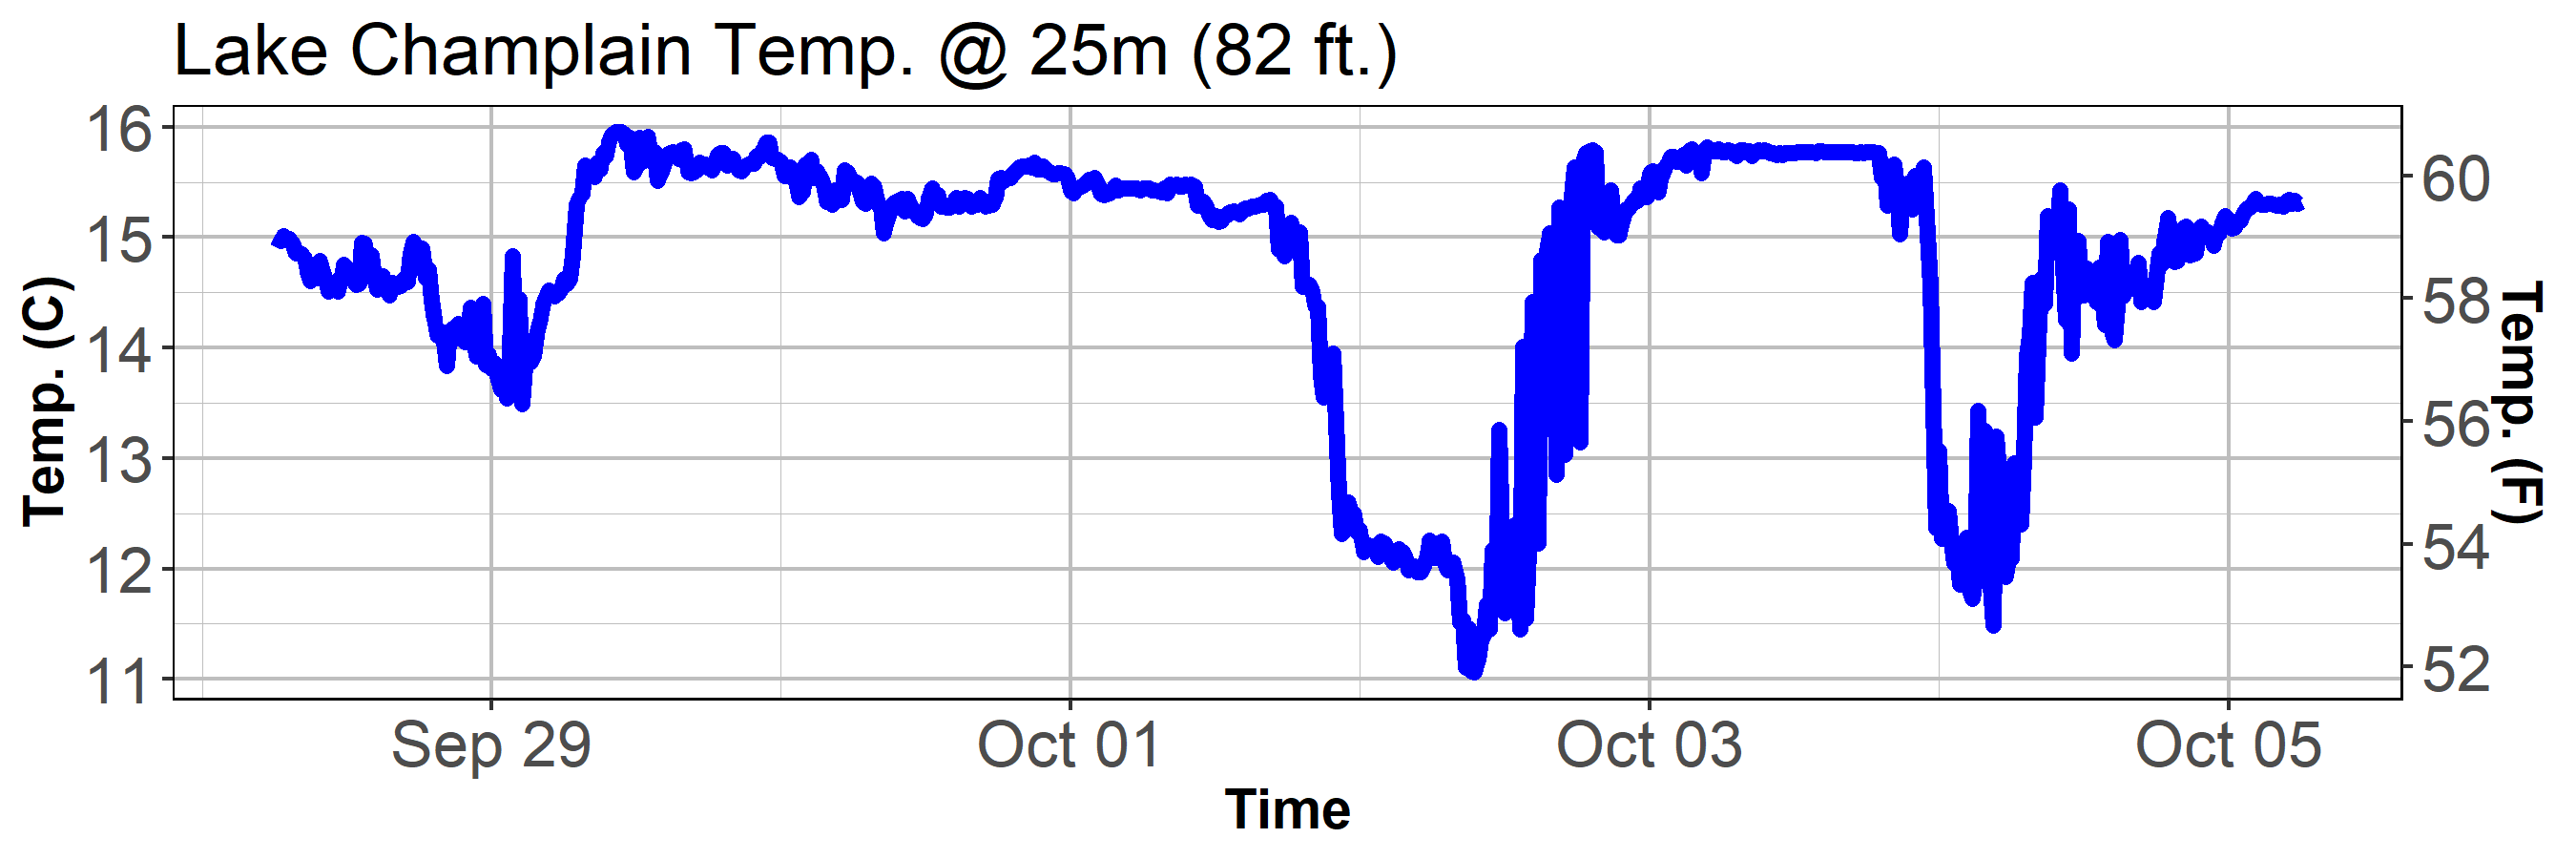 Lake Champlain Temp. @ 25m (82 ft.)
Temp. (C)
16
15
14
13
12
11
60
58
56
54
52
Temp. (F)
Sep 29
Oct 01
Oct 03
Oct 05
Time